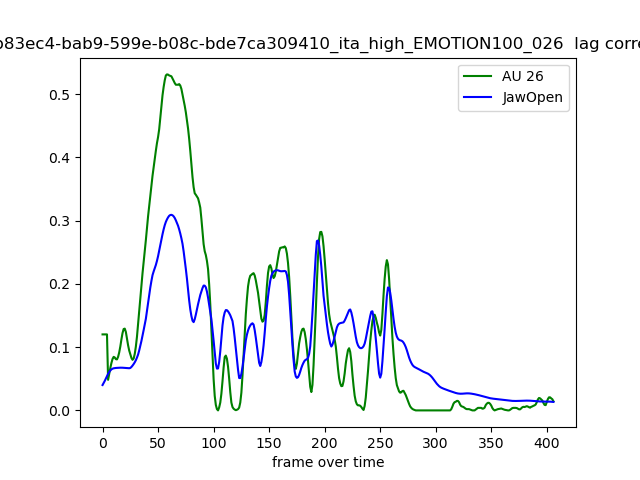 b83ec4-bab9-599e-b08c-bde7ca309410_ita_high_EMOTION100_026  lag corre
AU 26
JawOpen
0.5
0.4
0.3
0.2
0.1
0.0
0 50 100 150 200 250 300 350 400
frame over time